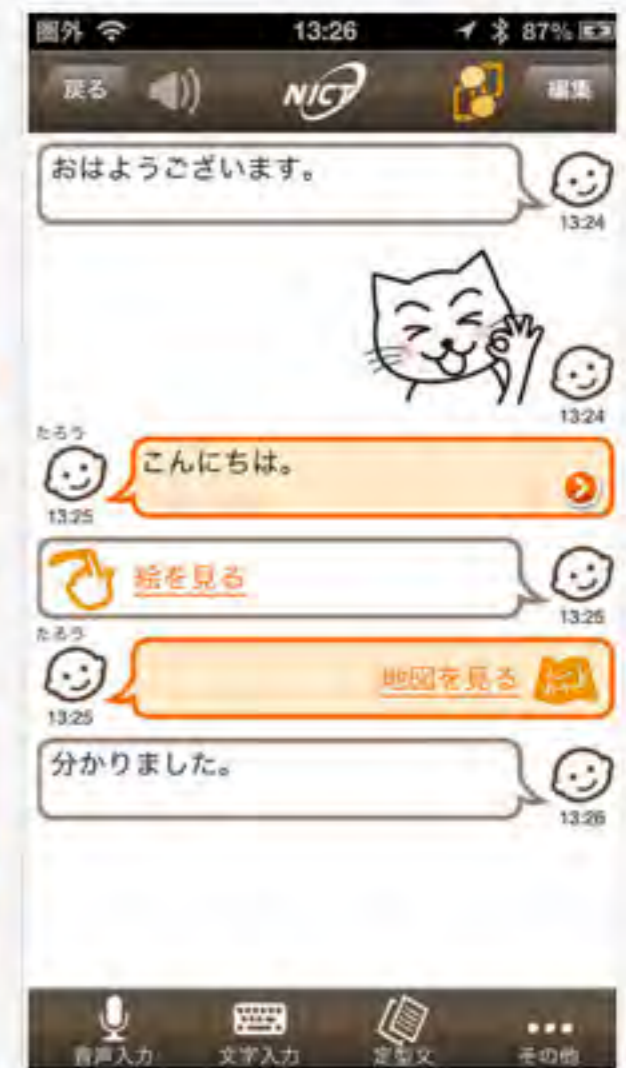 圏外 13:26 87%
戻る NICT 編集
おはようございます。
13:24
13:24
たろう
こんにちは。
13:25
絵を見る
13:25
たろう
地図を見る
13:25
分かりました。
13:26
音声入力 文字入力 定型文 その他